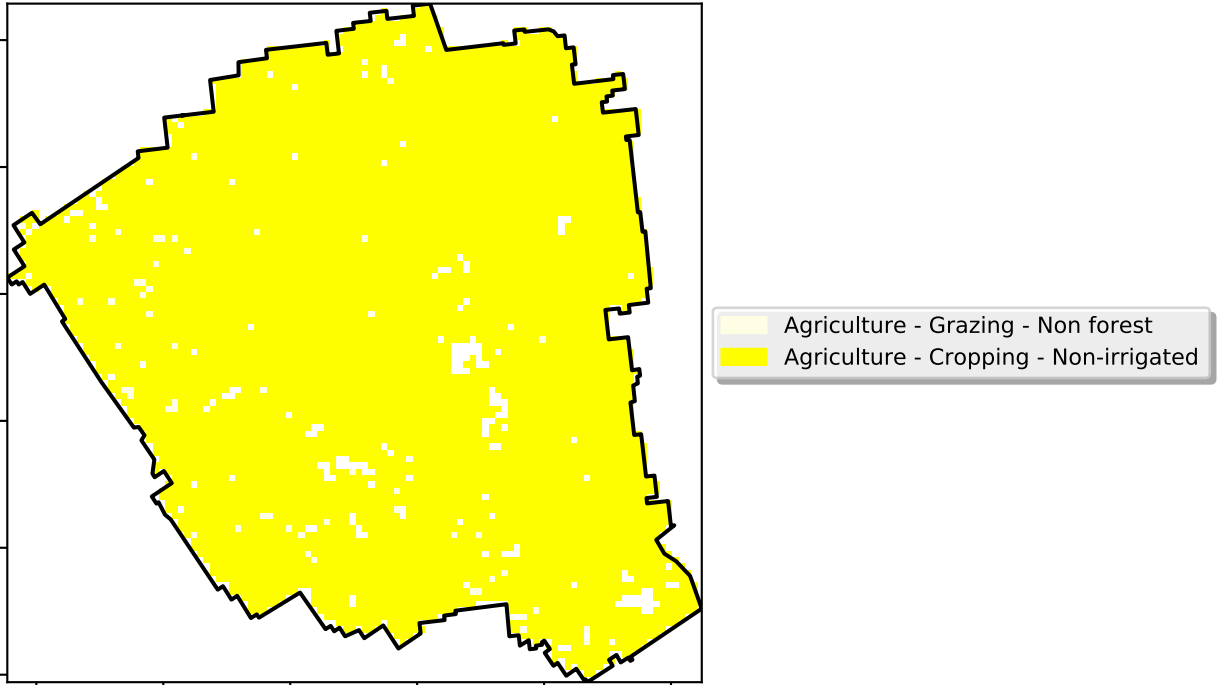 Agriculture - Grazing - Non forest
Agriculture - Cropping - Non-irrigated